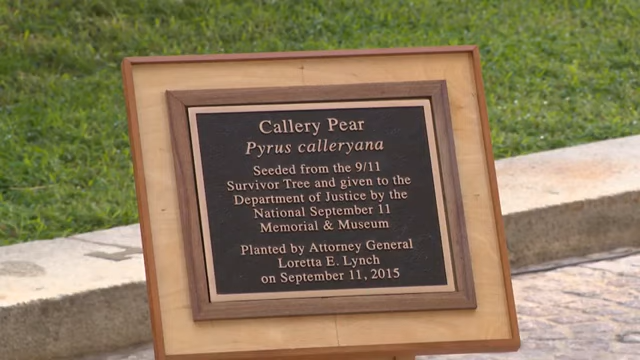 Callery Pear
Pyrus calleryana
Seeded from the 9/11
Survivor Tree and given to the
Department of Justice by the
National September 11
Memorial & Museum
Planted by Attorney General
Loretta E. Lynch
on September 11, 2015